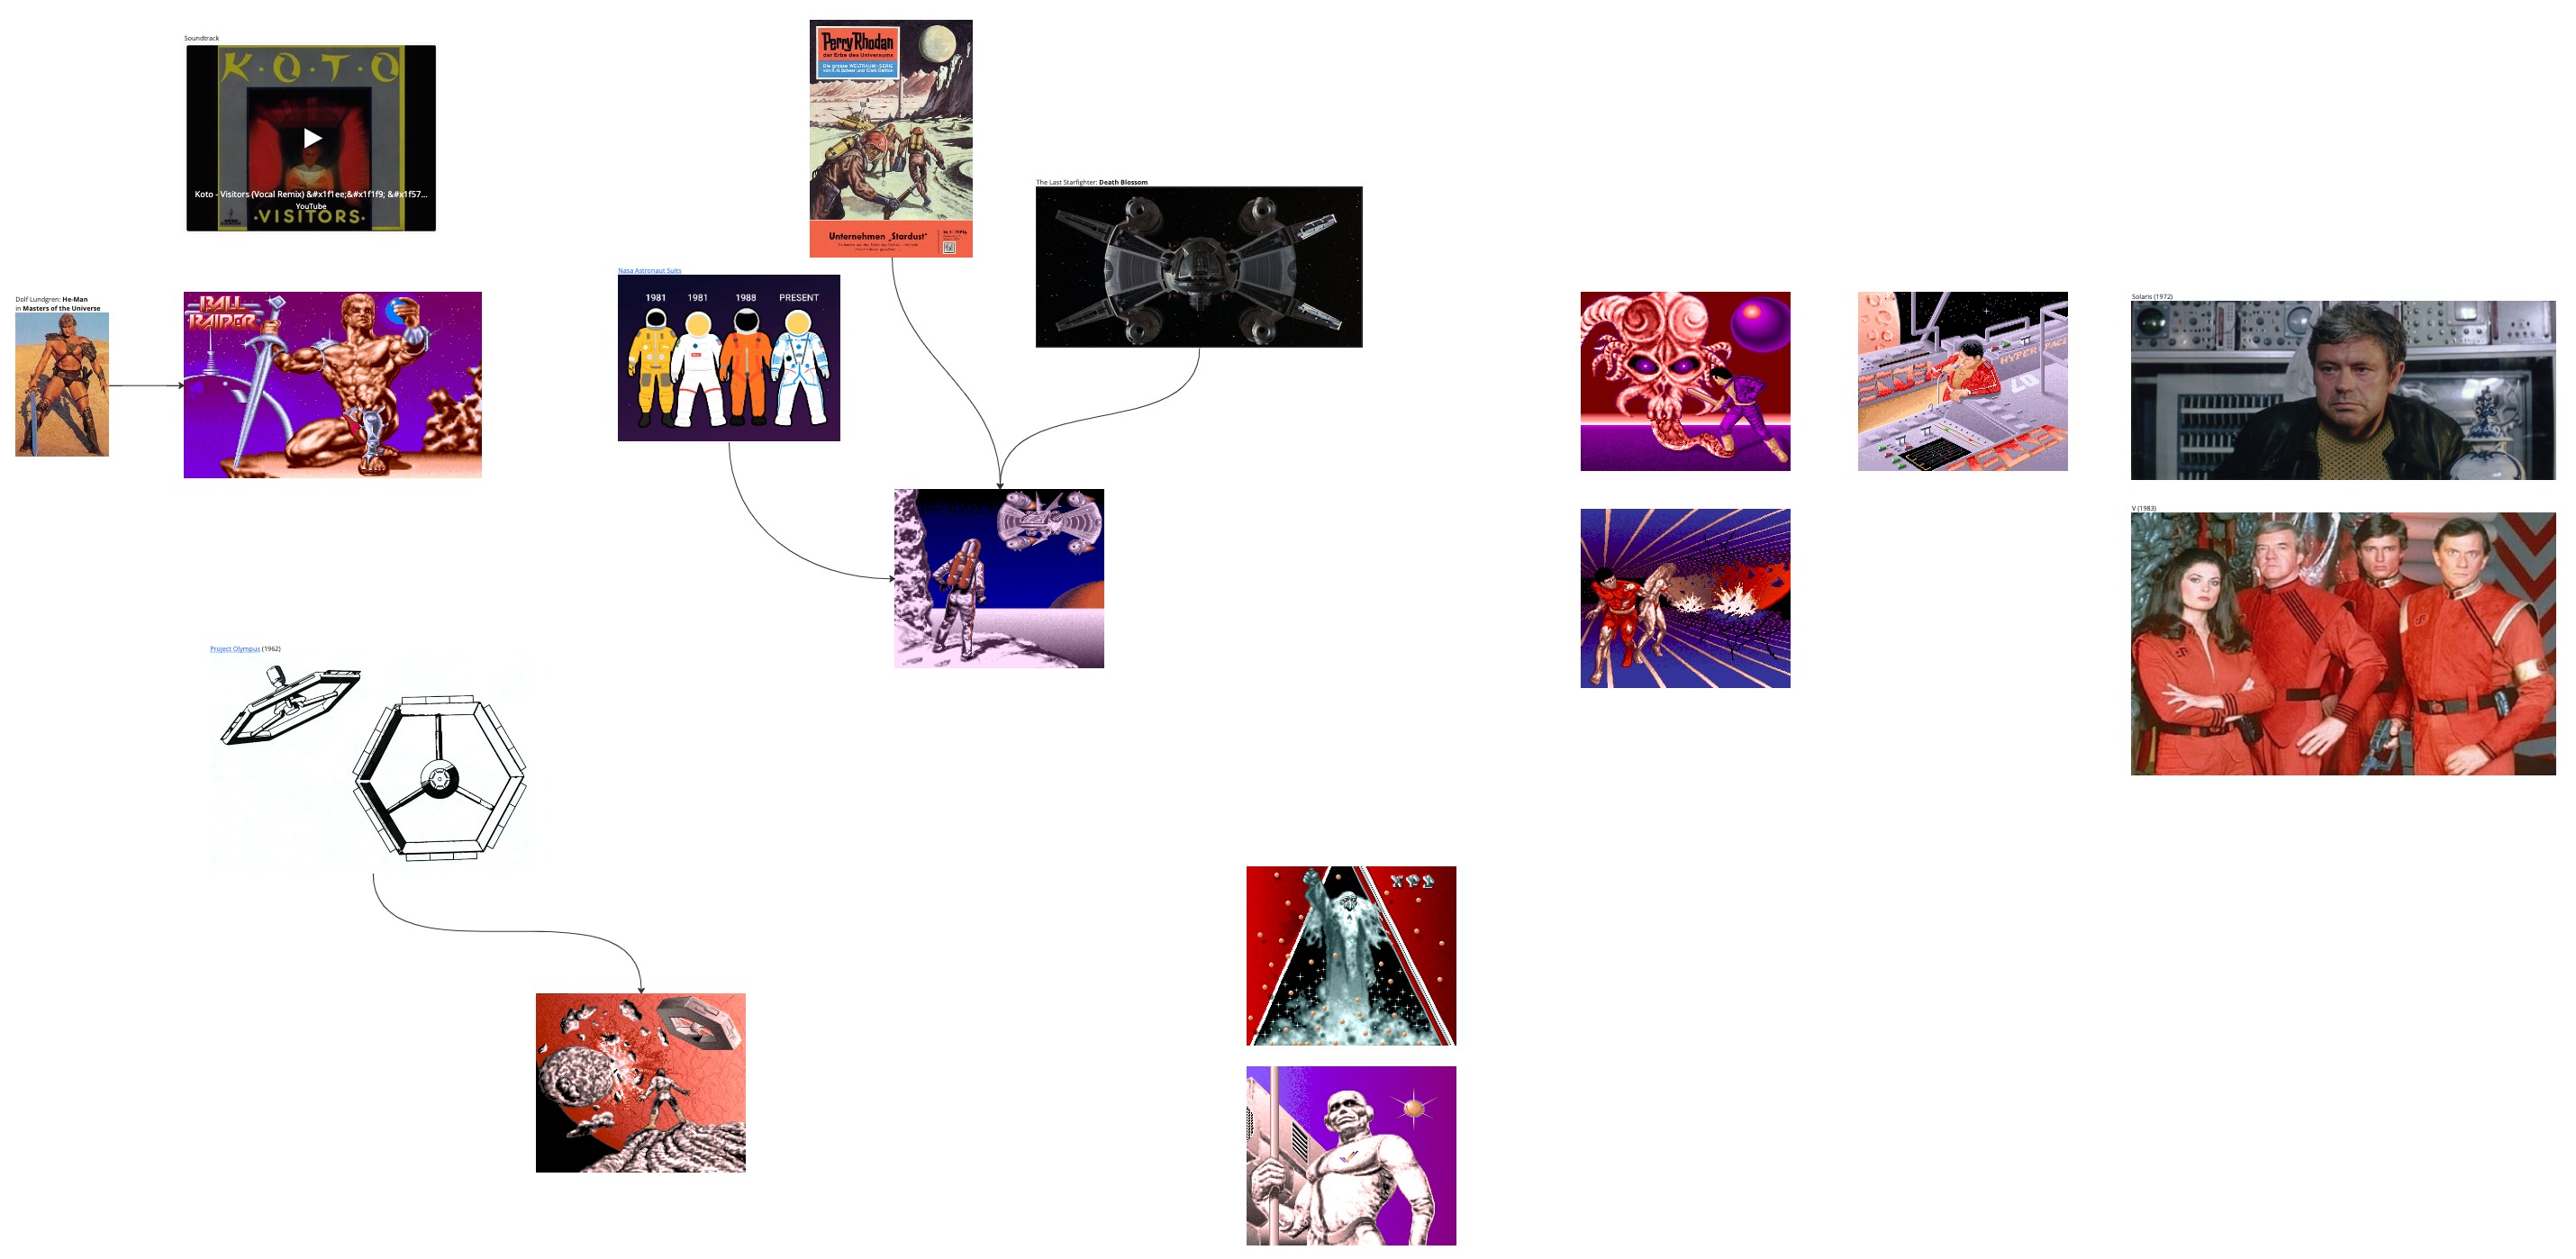 Soundtrack
K·O·T·O
Koto - Visitors (Vocal Remix) &#x1f1ee;&#x1f1f9; &#x1f57...
YouTube
·VISITORS·
Perry Rhodan
der Erbe des Universums
Die grosse WELTRAUM-SERIE
von K.H. Scheer und Clark Darlton
Unternehmen „Stardust“
The Last Starfighter: Death Blossom
Nasa Astronaut Suits
1981 1981 1988 PRESENT
Dolf Lundgren: He-Man
in Masters of the Universe
BALL
RAIDER
HYPER SPACE
Solaris (1972)
V (1983)
Project Olympus (1962)